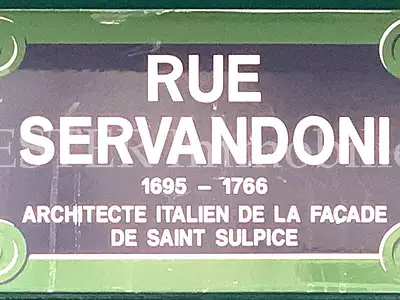 RUE
SERVANDONI
1695 – 1766
ARCHITECTE ITALIEN DE LA FAÇADE
DE SAINT SULPICE